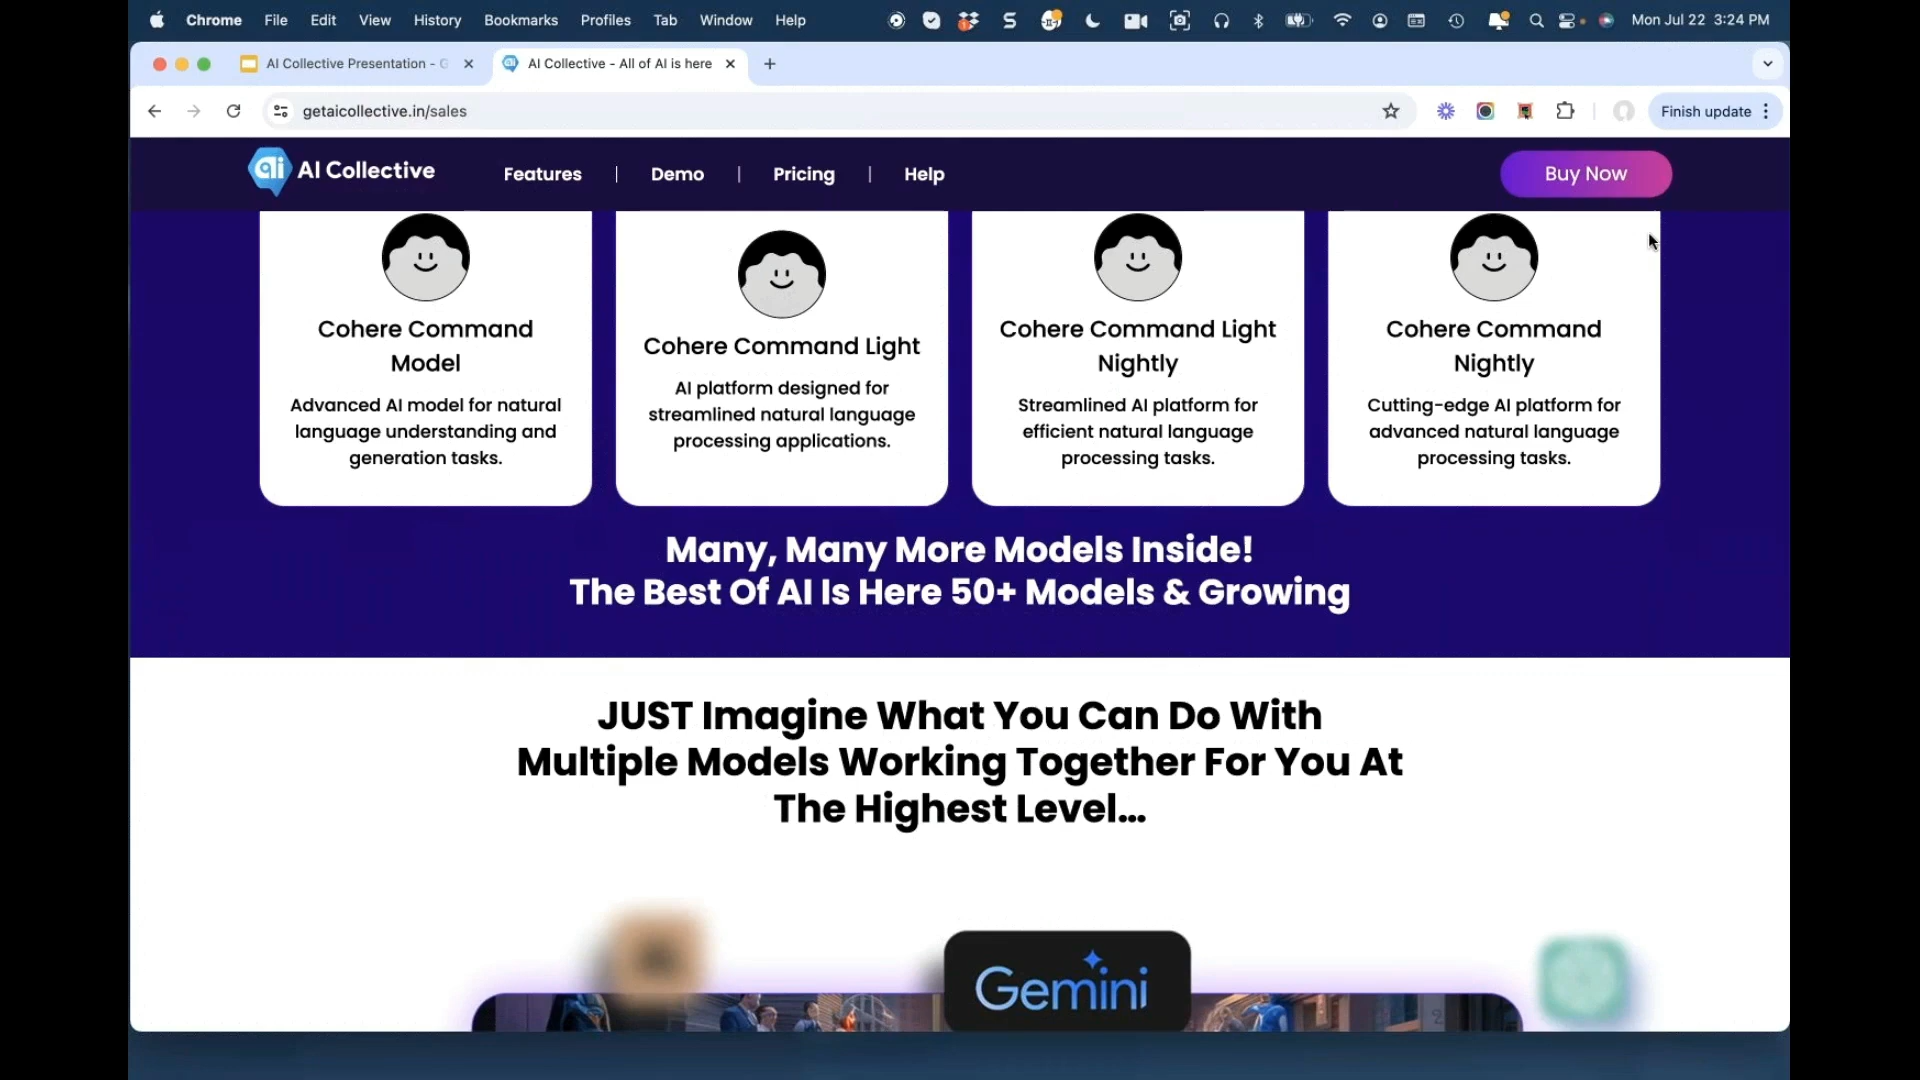 Chrome File Edit View History Bookmarks Profiles Tab Window Help Mon Jul 22 3:24 PM
AI Collective Presentation - G AI Collective - All of AI is here
getaicollective.in/sales Finish update
ai AI Collective Features | Demo | Pricing | Help Buy Now
Cohere Command
Model
Advanced AI model for natural
language understanding and
generation tasks.
Cohere Command Light
AI platform designed for
streamlined natural language
processing applications.
Cohere Command Light
Nightly
Streamlined AI platform for
efficient natural language
processing tasks.
Cohere Command
Nightly
Cutting-edge AI platform for
advanced natural language
processing tasks.
Many, Many More Models Inside!
The Best Of AI Is Here 50+ Models & Growing
JUST Imagine What You Can Do With
Multiple Models Working Together For You At
The Highest Level...
Gemini